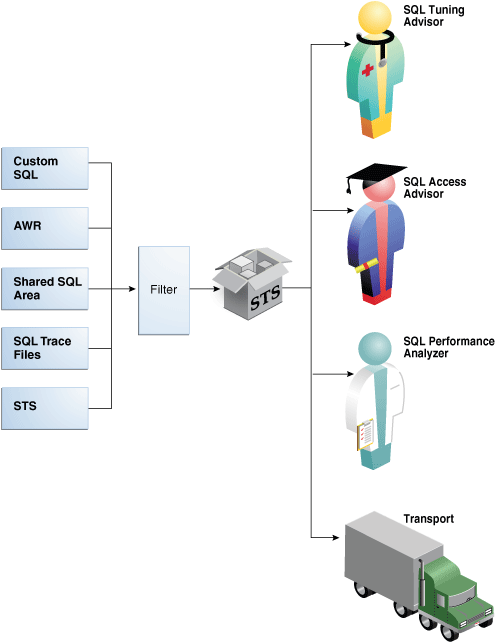 SQL Tuning
Advisor
Custom
SQL
SQL Access
Advisor
AWR
Shared SQL
Area
Filter
STS
SQL Trace
Files
SQL Performance
Analyzer
STS
Transport